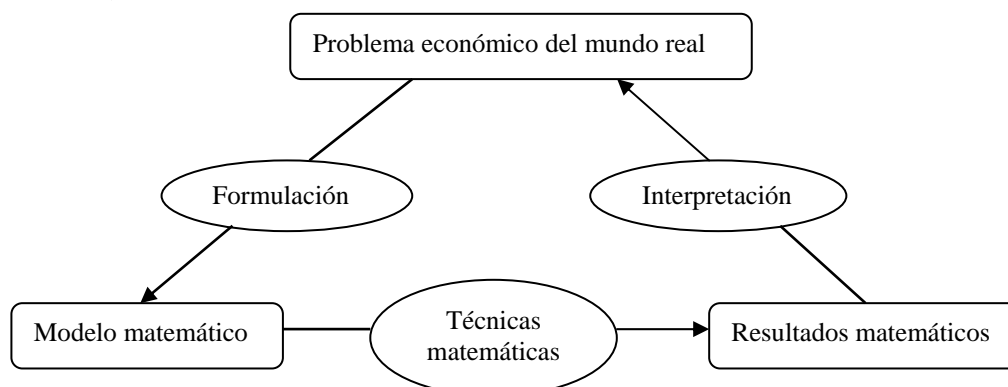 Problema económico del mundo real
Formulación
Interpretación
Modelo matemático
Técnicas
matemáticas
Resultados matemáticos